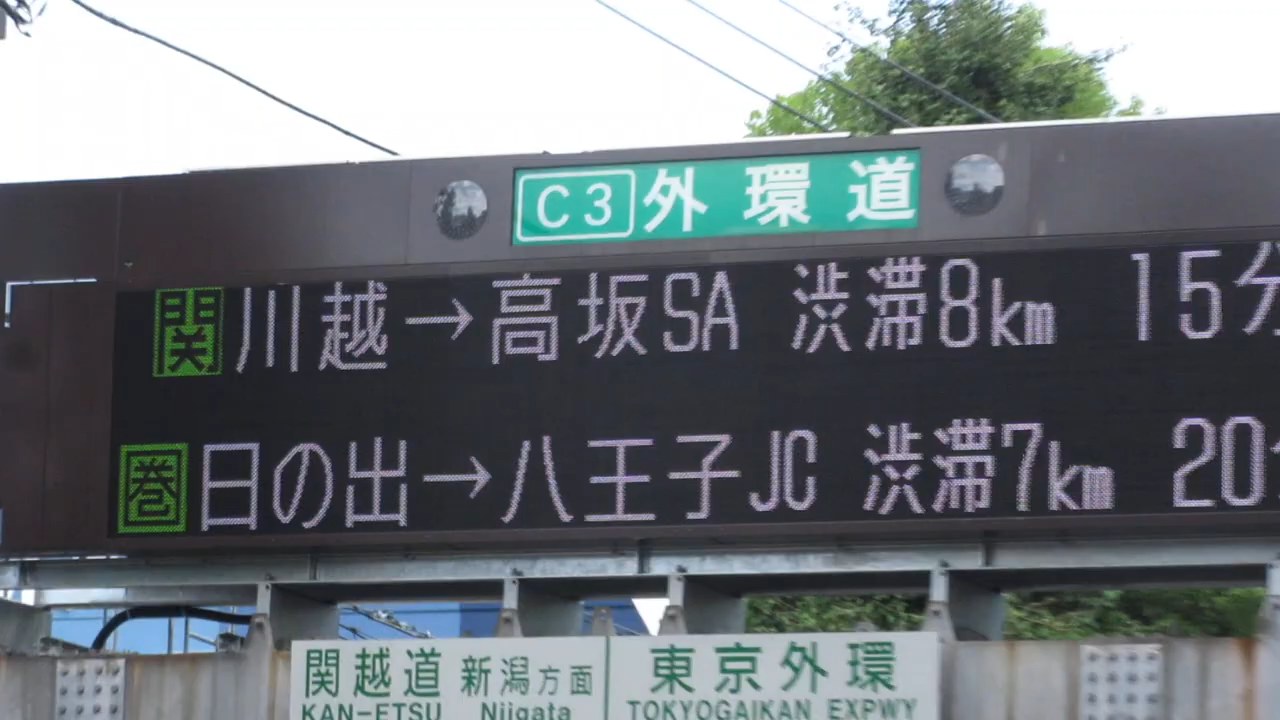 C3 外環道
関 川越→高坂SA 渋滞8km 15分
圏 日の出→八王子JC 渋滞7km 20
関越道 新潟方面
KAN-ETSU Niigata
東京外環
TOKYOGAIKAN EXPWY